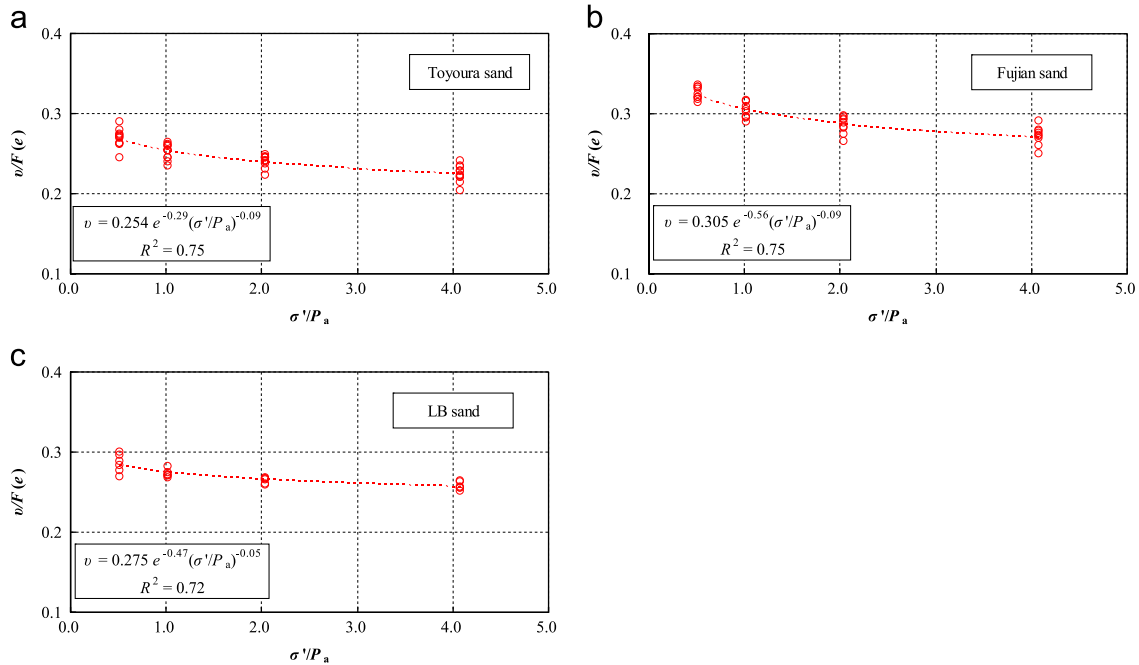 a
0.4
0.3
0.2
0.1
υ/F(e)
Toyoura sand
υ = 0.254 e^-0.29(σ'/Pa)^-0.09
R² = 0.75
0.0 1.0 2.0 3.0 4.0 5.0
σ'/Pa
b
0.4
0.3
0.2
0.1
υ/F(e)
Fujian sand
υ = 0.305 e^-0.56(σ'/Pa)^-0.09
R² = 0.75
0.0 1.0 2.0 3.0 4.0 5.0
σ'/Pa
c
0.4
0.3
0.2
0.1
υ/F(e)
LB sand
υ = 0.275 e^-0.47(σ'/Pa)^-0.05
R² = 0.72
0.0 1.0 2.0 3.0 4.0 5.0
σ'/Pa